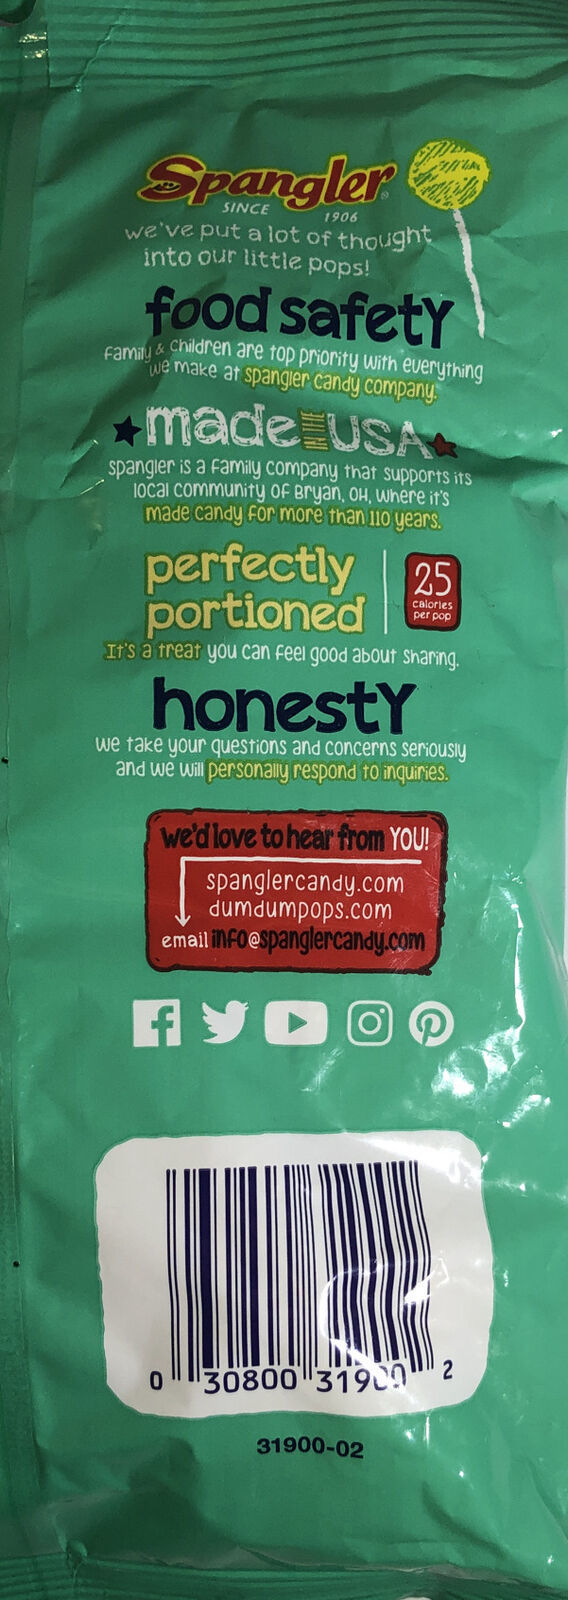 Spangler®
SINCE 1906
we've put a lot of thought
into our little pops!
food safety
Family & children are top priority with everything
we make at spangler candy company.
made IN THE USA
spangler is a family company that supports its
local community of Bryan, OH, where it's
made candy for more than 110 years.
perfectly
portioned
25
calories
per pop
It's a treat you can feel good about sharing.
honesty
we take your questions and concerns seriously
and we will personally respond to inquiries.
we'd love to hear from YOU!
spanglercandy.com
dumdumpops.com
email info@spanglercandy.com
0 30800 31900 2
31900-02